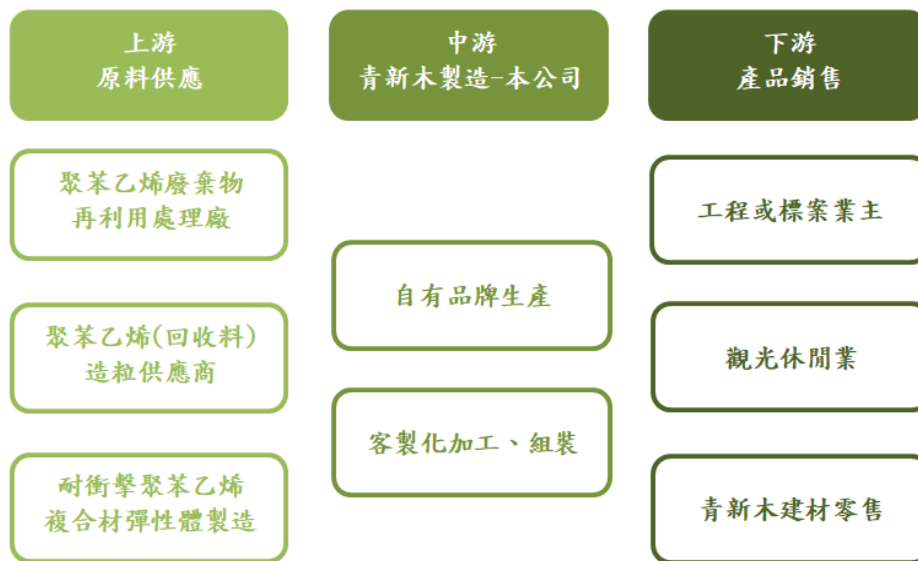 上游
原料供應
聚苯乙烯廢棄物
再利用處理廠
聚苯乙烯(回收料)
造粒供應商
耐衝擊聚苯乙烯
複合材彈性體製造
中游
青新木製造-本公司
自有品牌生產
客製化加工、組裝
下游
產品銷售
工程或標案業主
觀光休閒業
青新木建材零售